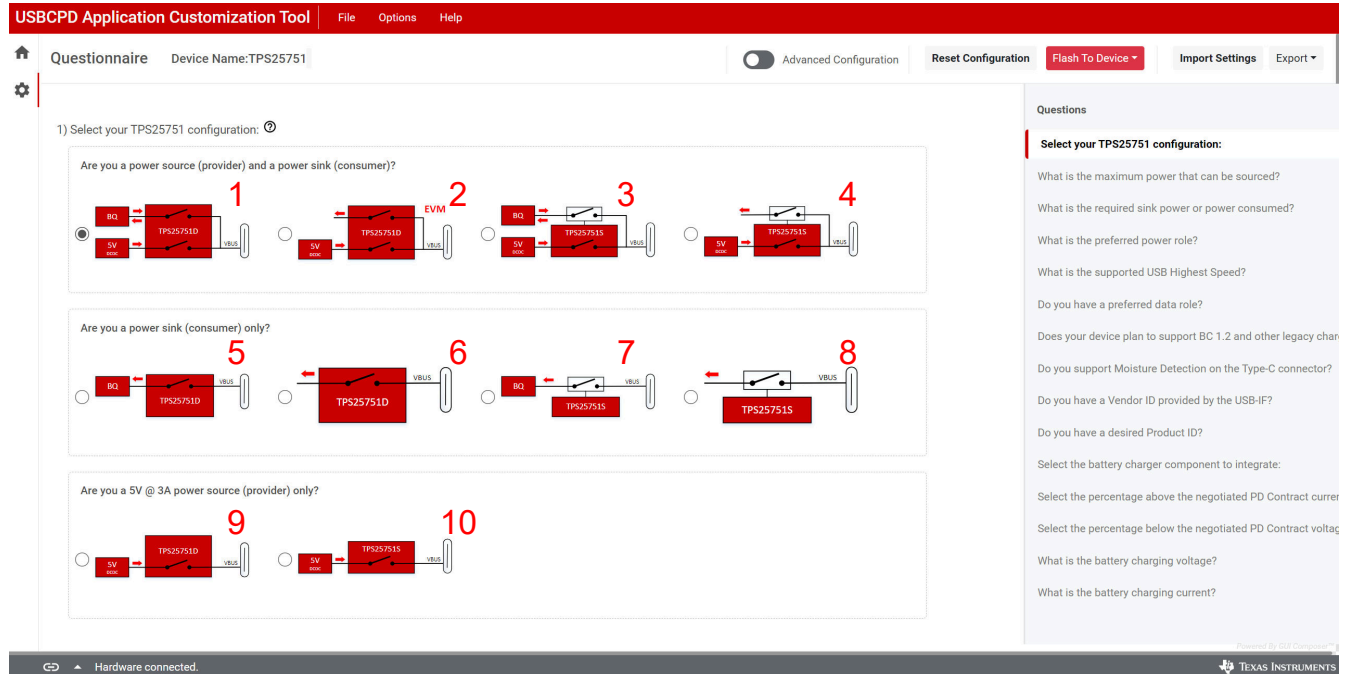 USBCPD Application Customization Tool File Options Help
Questionnaire Device Name:TPS25751 Advanced Configuration Reset Configuration Flash To Device Import Settings Export
1) Select your TPS25751 configuration: ?
Are you a power source (provider) and a power sink (consumer)?
1 2 3 4
BQ TPS25751D 5V DCDC VBUS
EVM TPS25751D 5V DCDC VBUS
BQ TPS25751S 5V DCDC VBUS
TPS25751S 5V DCDC VBUS
Are you a power sink (consumer) only?
5 6 7 8
BQ TPS25751D VBUS
TPS25751D VBUS
BQ TPS25751S VBUS
TPS25751S VBUS
Are you a 5V @ 3A power source (provider) only?
9 10
TPS25751D 5V DCDC VBUS
TPS25751S 5V DCDC VBUS
Questions
Select your TPS25751 configuration:
What is the maximum power that can be sourced?
What is the required sink power or power consumed?
What is the preferred power role?
What is the supported USB Highest Speed?
Do you have a preferred data role?
Does your device plan to support BC 1.2 and other legacy char
Do you support Moisture Detection on the Type-C connector?
Do you have a Vendor ID provided by the USB-IF?
Do you have a desired Product ID?
Select the battery charger component to integrate:
Select the percentage above the negotiated PD Contract curre
Select the percentage below the negotiated PD Contract voltag
What is the battery charging voltage?
What is the battery charging current?
Powered By GUI Composer™
Hardware connected. TEXAS INSTRUMENTS